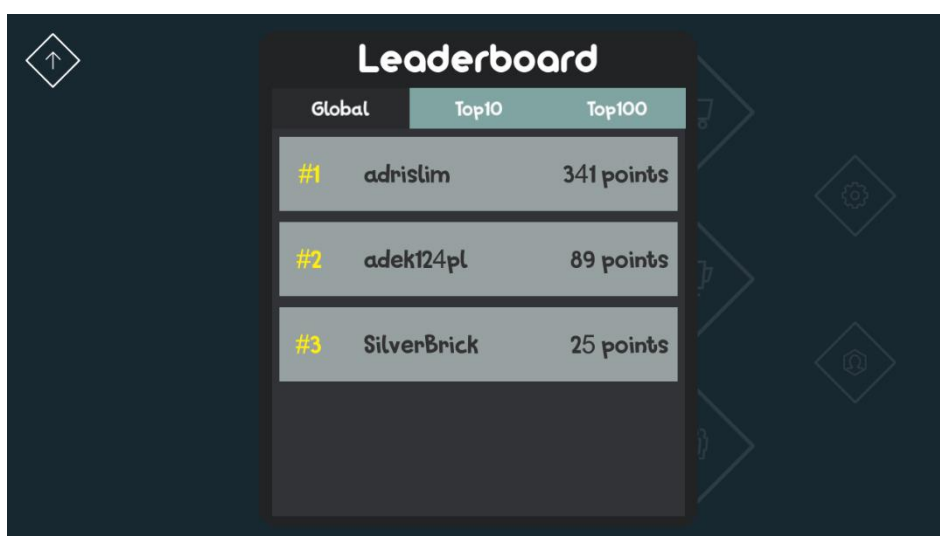 Leaderboard
Global Top10 Top100
#1 adrislim 341 points
#2 adek124pl 89 points
#3 SilverBrick 25 points